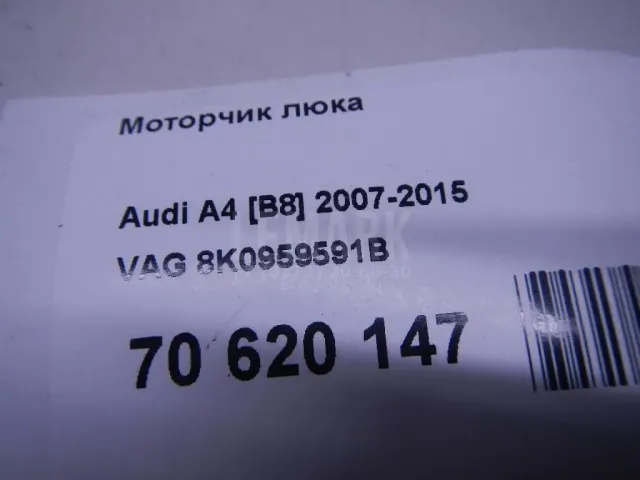 Моторчик люка
Audi A4 [B8] 2007-2015
VAG 8K0959591B
70 620 147